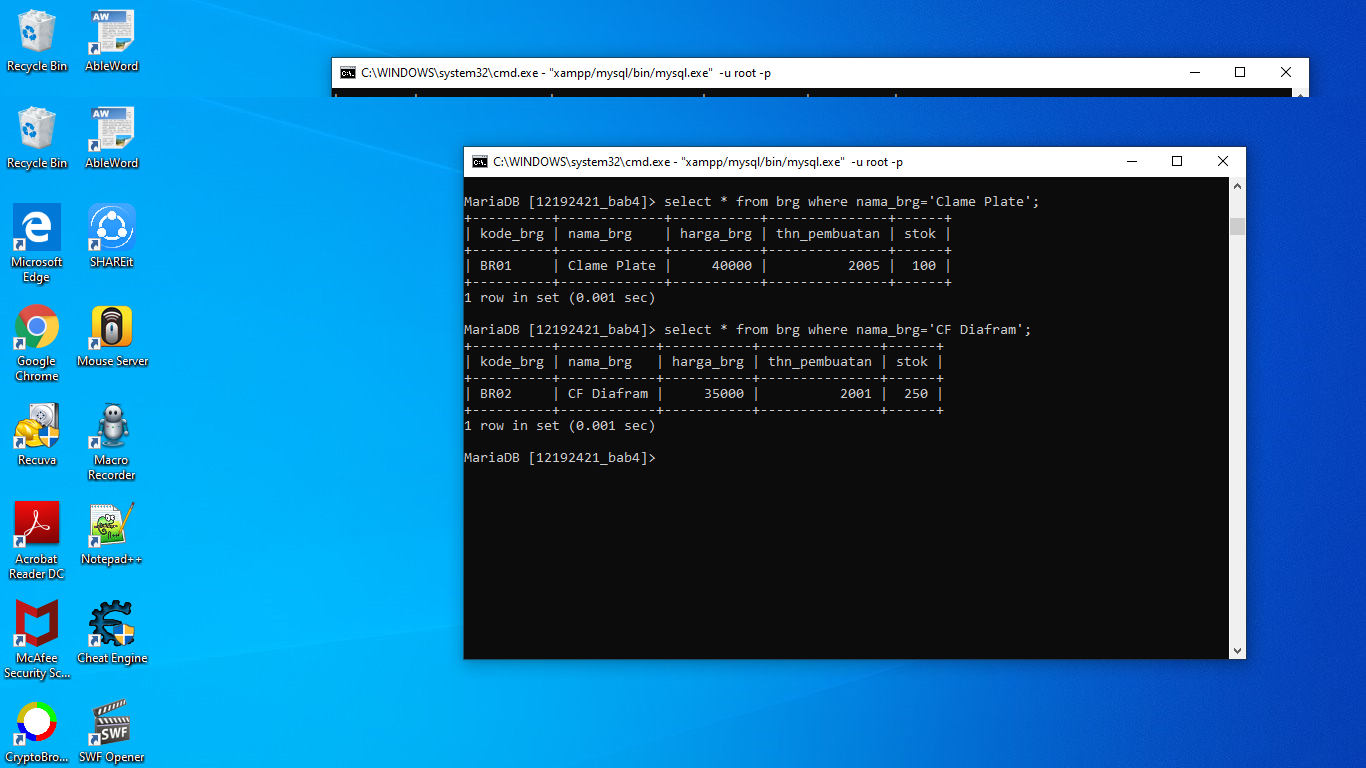 Recycle Bin
AbleWord
C:\WINDOWS\system32\cmd.exe - "xampp/mysql/bin/mysql.exe"  -u root -p
Recycle Bin
AbleWord
Microsoft
Edge
SHAREit
Google
Chrome
Mouse Server
Recuva
Macro
Recorder
Acrobat
Reader DC
Notepad++
McAfee
Security Sc...
Cheat Engine
CryptoBro...
SWF
SWF Opener
C:\WINDOWS\system32\cmd.exe - "xampp/mysql/bin/mysql.exe"  -u root -p
MariaDB [12192421_bab4]> select * from brg where nama_brg='Clame Plate';
+----------+-------------+-----------+---------------+------+
| kode_brg | nama_brg    | harga_brg | thn_pembuatan | stok |
+----------+-------------+-----------+---------------+------+
| BR01     | Clame Plate |     40000 |          2005 |  100 |
+----------+-------------+-----------+---------------+------+
1 row in set (0.001 sec)
MariaDB [12192421_bab4]> select * from brg where nama_brg='CF Diafram';
+----------+------------+-----------+---------------+------+
| kode_brg | nama_brg   | harga_brg | thn_pembuatan | stok |
+----------+------------+-----------+---------------+------+
| BR02     | CF Diafram |     35000 |          2001 |  250 |
+----------+------------+-----------+---------------+------+
1 row in set (0.001 sec)
MariaDB [12192421_bab4]>